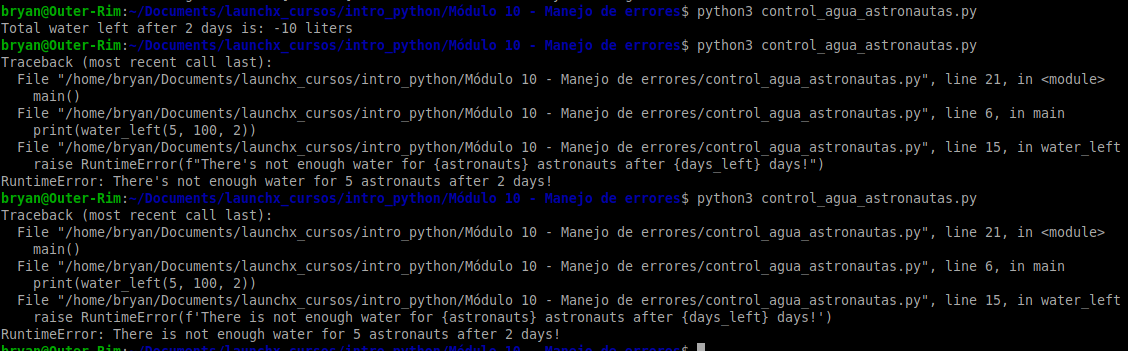 bryan@Outer-Rim:~/Documents/launchx_cursos/intro_python/Módulo 10 - Manejo de errores$ python3 control_agua_astronautas.py
Total water left after 2 days is: -10 liters
bryan@Outer-Rim:~/Documents/launchx_cursos/intro_python/Módulo 10 - Manejo de errores$ python3 control_agua_astronautas.py
Traceback (most recent call last):
  File "/home/bryan/Documents/launchx_cursos/intro_python/Módulo 10 - Manejo de errores/control_agua_astronautas.py", line 21, in <module>
    main()
  File "/home/bryan/Documents/launchx_cursos/intro_python/Módulo 10 - Manejo de errores/control_agua_astronautas.py", line 6, in main
    print(water_left(5, 100, 2))
  File "/home/bryan/Documents/launchx_cursos/intro_python/Módulo 10 - Manejo de errores/control_agua_astronautas.py", line 15, in water_left
    raise RuntimeError(f"There's not enough water for {astronauts} astronauts after {days_left} days!")
RuntimeError: There's not enough water for 5 astronauts after 2 days!
bryan@Outer-Rim:~/Documents/launchx_cursos/intro_python/Módulo 10 - Manejo de errores$ python3 control_agua_astronautas.py
Traceback (most recent call last):
  File "/home/bryan/Documents/launchx_cursos/intro_python/Módulo 10 - Manejo de errores/control_agua_astronautas.py", line 21, in <module>
    main()
  File "/home/bryan/Documents/launchx_cursos/intro_python/Módulo 10 - Manejo de errores/control_agua_astronautas.py", line 6, in main
    print(water_left(5, 100, 2))
  File "/home/bryan/Documents/launchx_cursos/intro_python/Módulo 10 - Manejo de errores/control_agua_astronautas.py", line 15, in water_left
    raise RuntimeError(f'There is not enough water for {astronauts} astronauts after {days_left} days!')
RuntimeError: There is not enough water for 5 astronauts after 2 days!
bryan@Outer-Rim:~/Documents/launchx_cursos/intro_python/Módulo 10 - Manejo de errores$